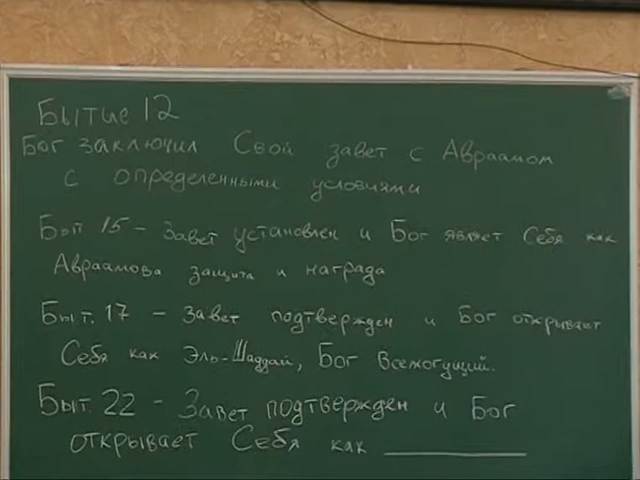 Бытие 12
Бог заключил Свой завет с Авраамом
с определенными условиями
Быт 15 - Завет установлен и Бог являет Себя как
Авраамова защита и награда
Быт. 17 - Завет подтвержден и Бог открывает
Себя как Эль-Шаддай, Бог Всемогущий.
Быт. 22 - Завет подтвержден и Бог
открывает Себя как ________